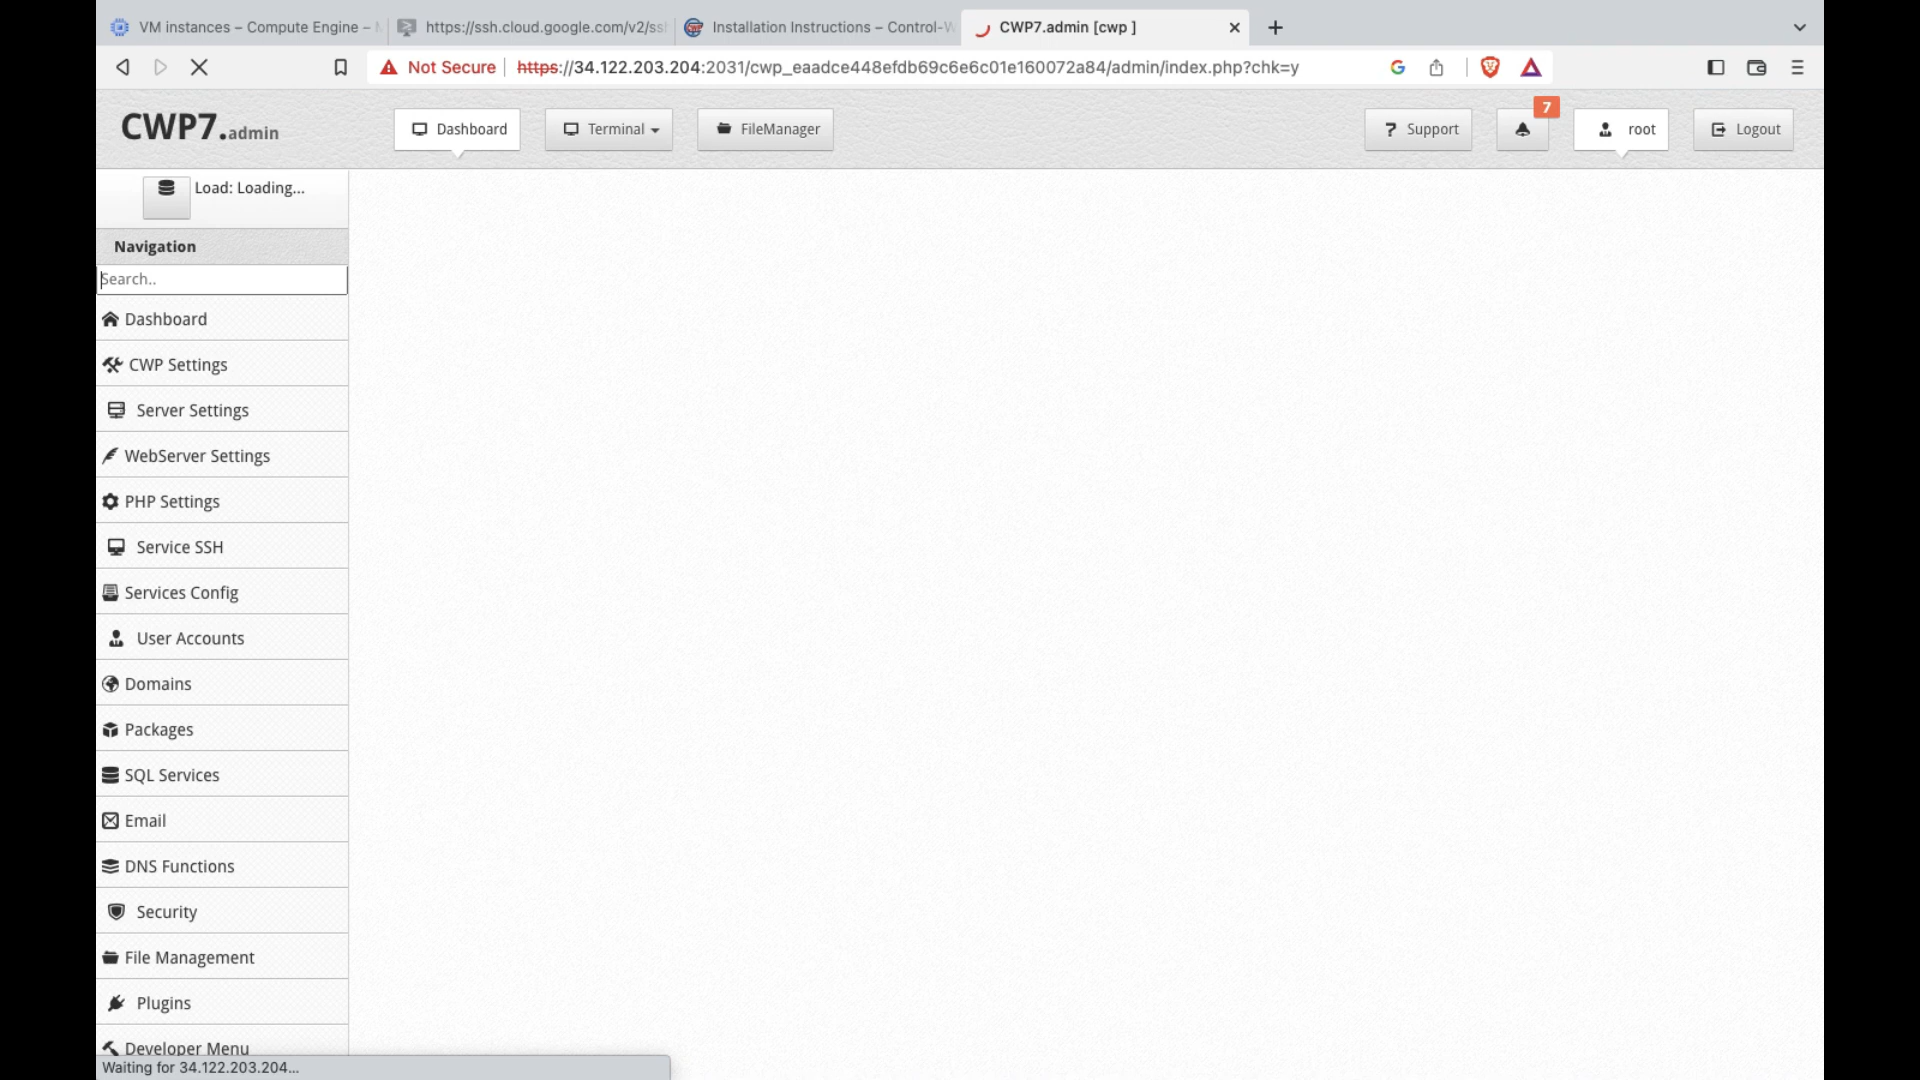 VM instances – Compute Engine –
https://ssh.cloud.google.com/v2/ssh
Installation Instructions – Control-W
CWP7.admin [cwp ]
Not Secure
https://34.122.203.204:2031/cwp_eaadce448efdb69c6e6c01e160072a84/admin/index.php?chk=y
CWP7.admin
Dashboard
Terminal
FileManager
? Support
7
root
Logout
Load: Loading...
Navigation
Search..
Dashboard
CWP Settings
Server Settings
WebServer Settings
PHP Settings
Service SSH
Services Config
User Accounts
Domains
Packages
SQL Services
Email
DNS Functions
Security
File Management
Plugins
Developer Menu
Waiting for 34.122.203.204...